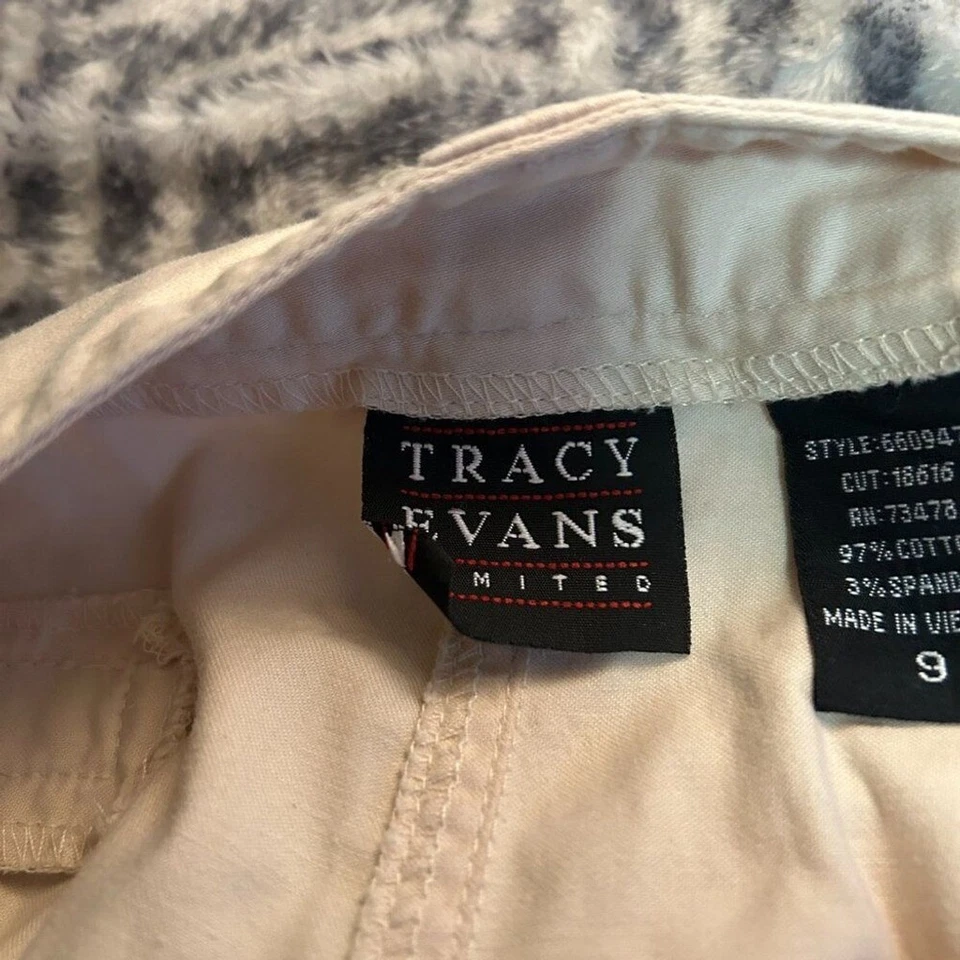 TRACY
EVANS
MITED
STYLE:66094
CUT:18616
RN:73478
97% COTTO
3% SPAND
MADE IN VIE
9